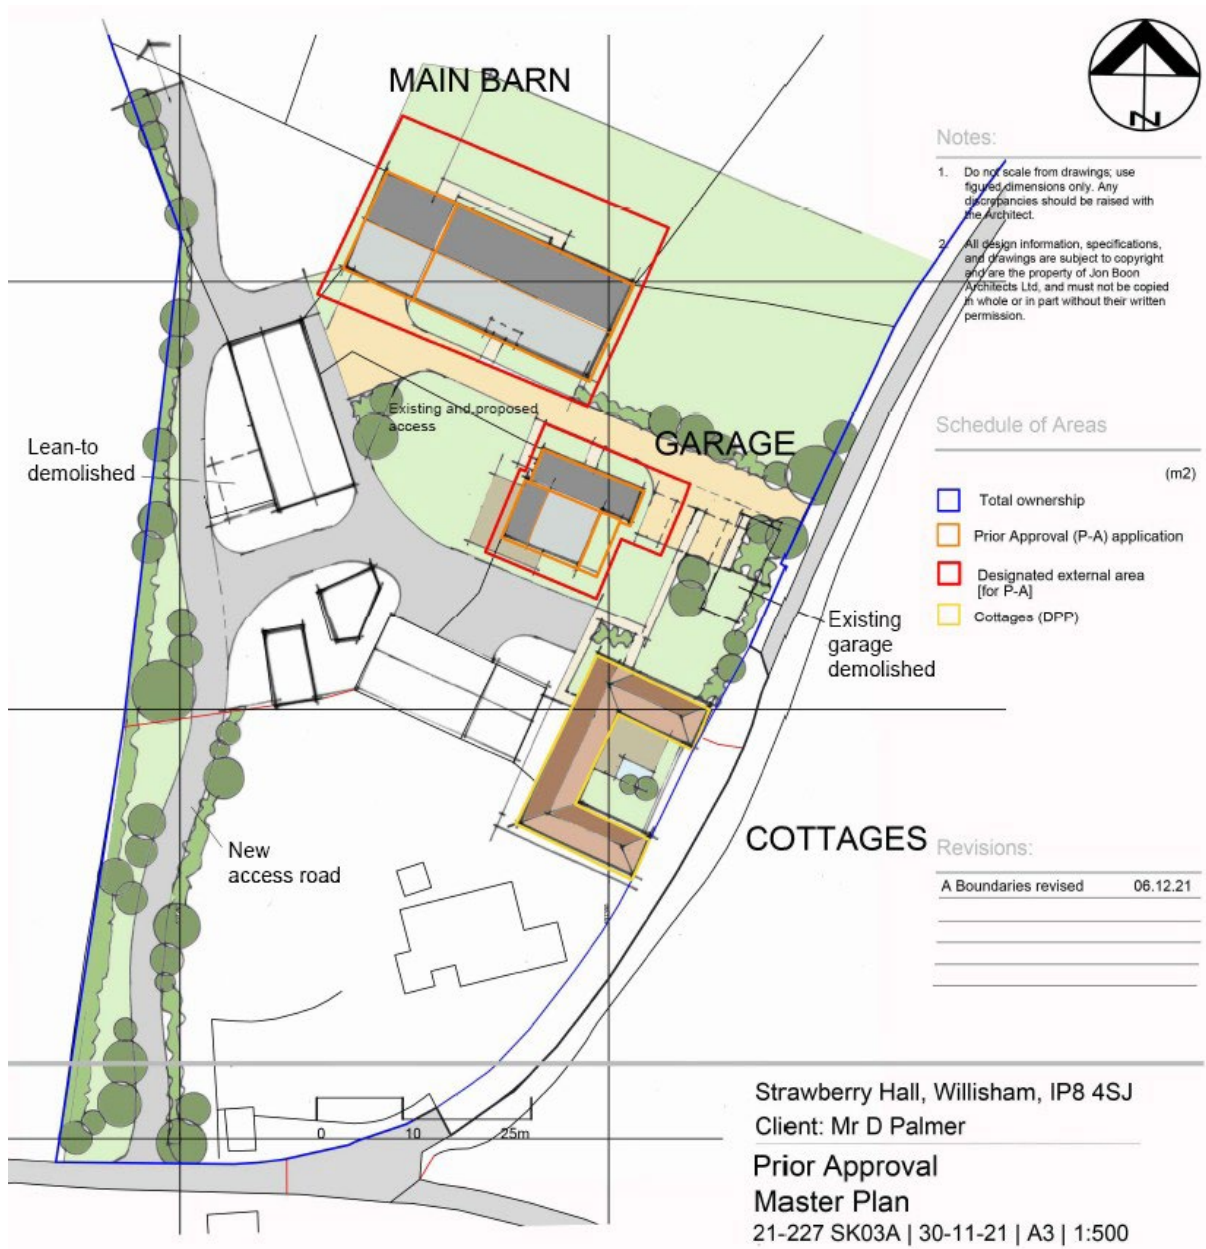 MAIN BARN
N
Notes:
1. Do not scale from drawings; use
figured dimensions only. Any
discrepancies should be raised with
the Architect.
2. All design information, specifications,
and drawings are subject to copyright
and are the property of Jon Boon
Architects Ltd, and must not be copied
in whole or in part without their written
permission.
Existing and proposed
access
GARAGE
Lean-to
demolished
Schedule of Areas
(m2)
Total ownership
Prior Approval (P-A) application
Designated external area
[for P-A]
Cottages (DPP)
Existing
garage
demolished
COTTAGES
New
access road
Revisions:
A Boundaries revised 06.12.21
0 10 25m
Strawberry Hall, Willisham, IP8 4SJ
Client: Mr D Palmer
Prior Approval
Master Plan
21-227 SK03A | 30-11-21 | A3 | 1:500